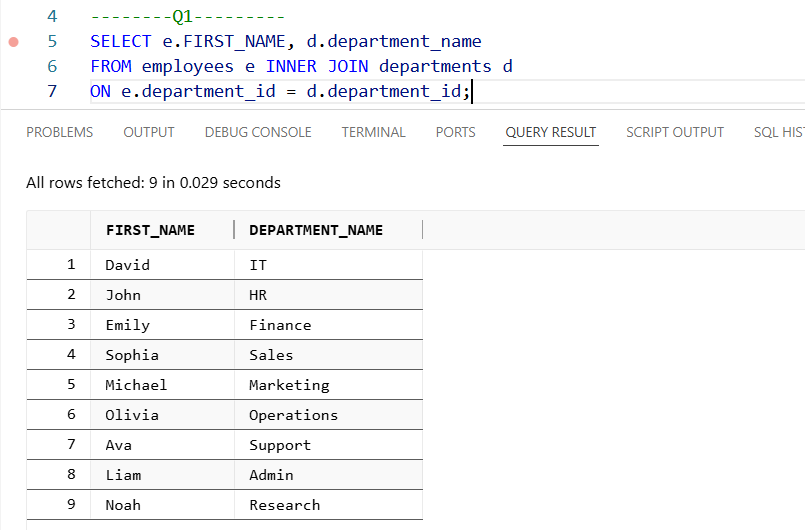 4 --------Q1---------
5 SELECT e.FIRST_NAME, d.department_name
6 FROM employees e INNER JOIN departments d
7 ON e.department_id = d.department_id;
PROBLEMS OUTPUT DEBUG CONSOLE TERMINAL PORTS QUERY RESULT SCRIPT OUTPUT SQL HIS
All rows fetched: 9 in 0.029 seconds
FIRST_NAME DEPARTMENT_NAME
1 David IT
2 John HR
3 Emily Finance
4 Sophia Sales
5 Michael Marketing
6 Olivia Operations
7 Ava Support
8 Liam Admin
9 Noah Research